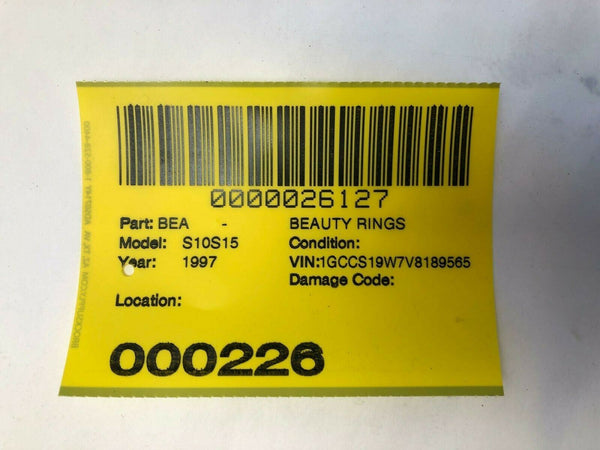 0000026127
Part: BEA - BEAUTY RINGS
Model: S10S15 Condition:
Year: 1997 VIN:1GCCS19W7V8189565
Damage Code:
Location:
000226